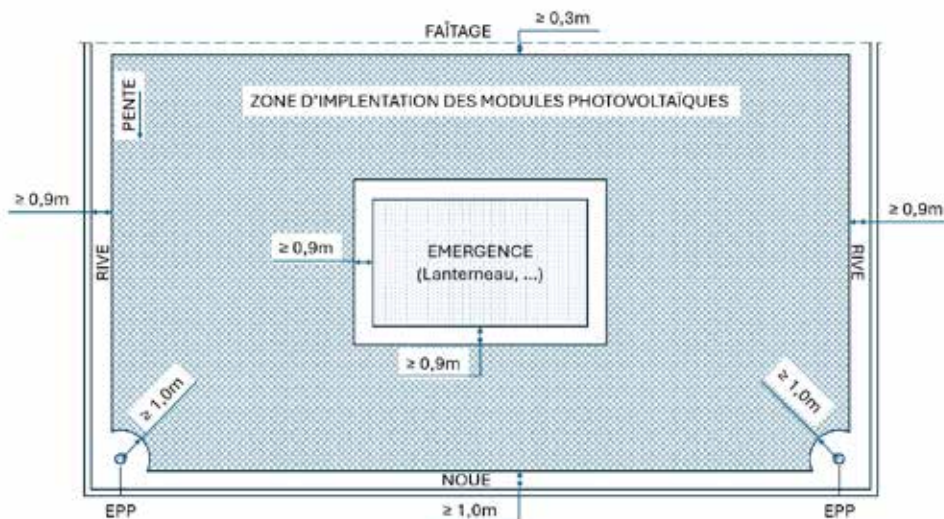 FAÎTAGE
≥ 0,3m
PENTE
ZONE D'IMPLENTATION DES MODULES PHOTOVOLTAÏQUES
≥ 0,9m
≥ 0,9m
RIVE
≥ 0,9m
EMERGENCE
(Lanterneau, ...)
RIVE
≥ 0,9m
≥ 1,0m
≥ 1,0m
NOUE
EPP
≥ 1,0m
EPP